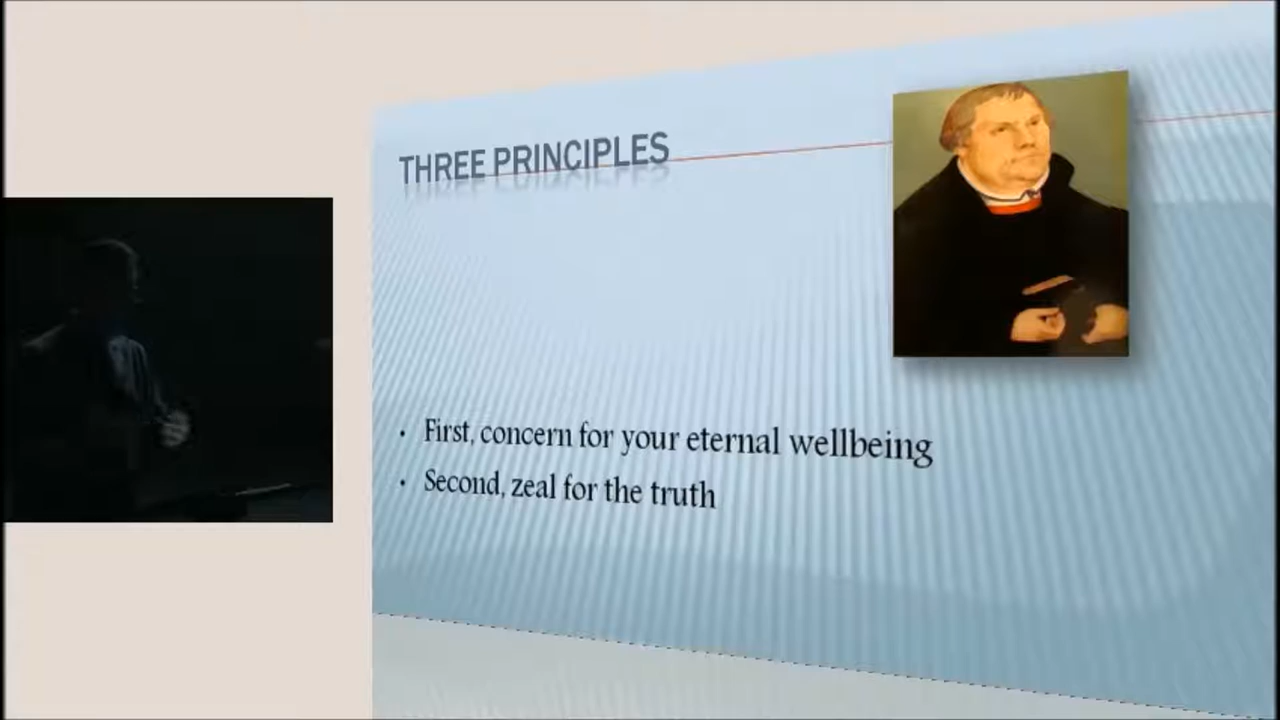 THREE PRINCIPLES
• First, concern for your eternal wellbeing
• Second, zeal for the truth